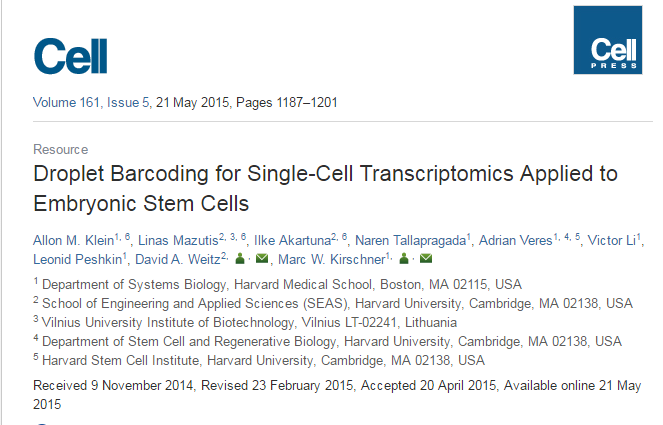 Cell
Cell
PRESS
Volume 161, Issue 5, 21 May 2015, Pages 1187–1201
Resource
Droplet Barcoding for Single-Cell Transcriptomics Applied to
Embryonic Stem Cells
Allon M. Klein1, 6, Linas Mazutis2, 3, 6, Ilke Akartuna2, 6, Naren Tallapragada1, Adrian Veres1, 4, 5, Victor Li1,
Leonid Peshkin1, David A. Weitz2, · , Marc W. Kirschner1, ·
1 Department of Systems Biology, Harvard Medical School, Boston, MA 02115, USA
2 School of Engineering and Applied Sciences (SEAS), Harvard University, Cambridge, MA 02138, USA
3 Vilnius University Institute of Biotechnology, Vilnius LT-02241, Lithuania
4 Department of Stem Cell and Regenerative Biology, Harvard University, Cambridge, MA 02138, USA
5 Harvard Stem Cell Institute, Harvard University, Cambridge, MA 02138, USA
Received 9 November 2014, Revised 23 February 2015, Accepted 20 April 2015, Available online 21 May
2015